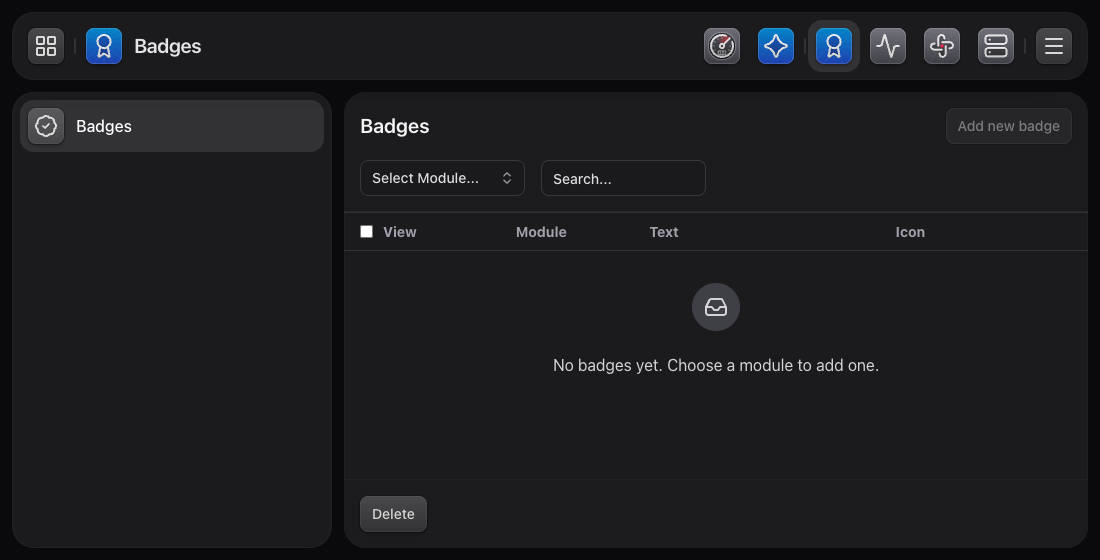 Badges
Badges
Badges
Add new badge
Select Module...
Search...
View
Module
Text
Icon
No badges yet. Choose a module to add one.
Delete